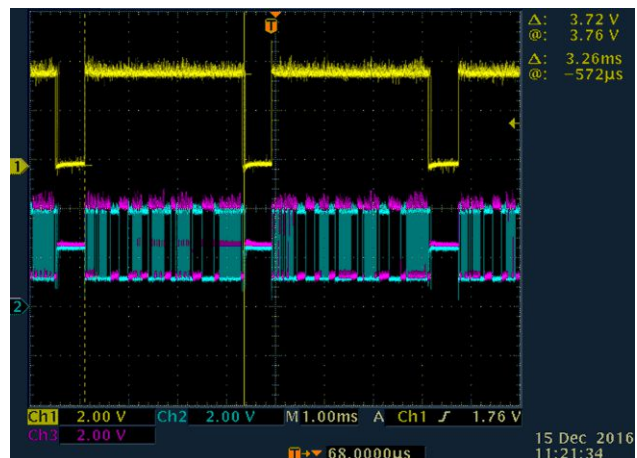 T
Δ: 3.72 V
@: 3.76 V
Δ: 3.26ms
@: −572µs
1
2
Ch1 2.00 V Ch2 2.00 V M 1.00ms A Ch1 ƒ 1.76 V
Ch3 2.00 V
T→▼ 68.0000µs
15 Dec 2016
11:21:34